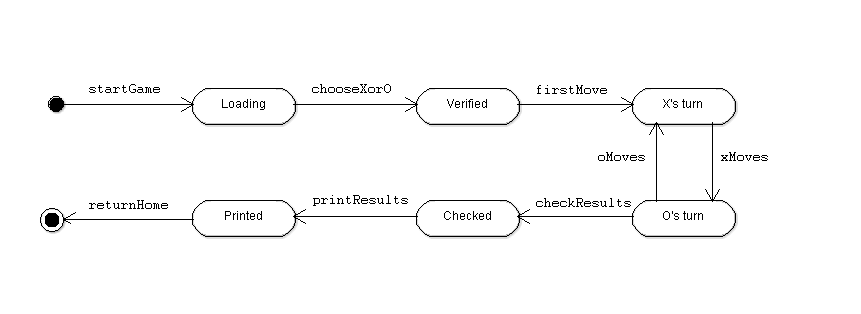 startGame
Loading
chooseXorO
Verified
firstMove
X's turn
oMoves
xMoves
returnHome
Printed
printResults
Checked
checkResults
O's turn